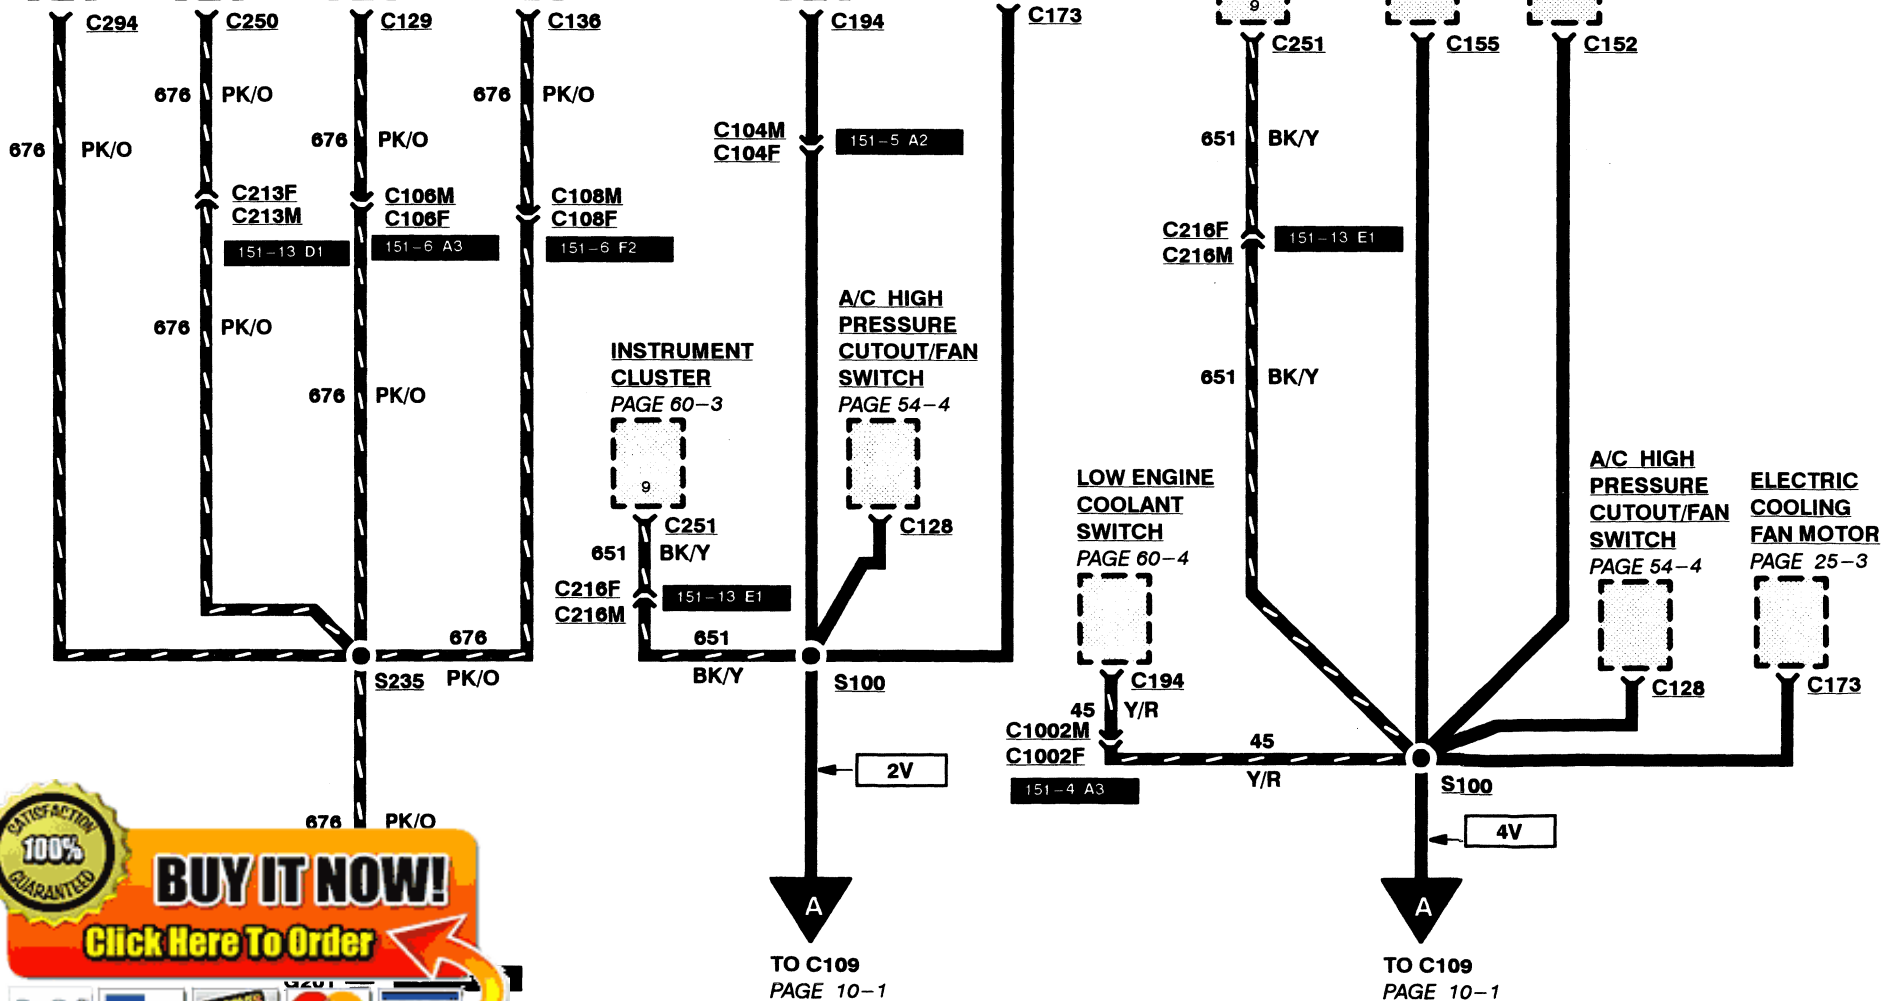 C294
C250
C129
C136
C194
C173
9
C251
C155
C152
676 PK/O
676 PK/O
676 PK/O
676 PK/O
C213F
C213M
151-13 D1
C106M
C106F
151-6 A3
C108M
C108F
151-6 F2
676 PK/O
676 PK/O
C104M
C104F
151-5 A2
651 BK/Y
C216F
C216M
151-13 E1
651 BK/Y
INSTRUMENT
CLUSTER
PAGE 60-3
9
C251
651 BK/Y
C216F
C216M
151-13 E1
651
BK/Y
A/C HIGH
PRESSURE
CUTOUT/FAN
SWITCH
PAGE 54-4
C128
676
PK/O
S235
S100
676 PK/O
2V
A
TO C109
PAGE 10-1
LOW ENGINE
COOLANT
SWITCH
PAGE 60-4
C194
45 Y/R
C1002M
C1002F
151-4 A3
45
Y/R
A/C HIGH
PRESSURE
CUTOUT/FAN
SWITCH
PAGE 54-4
C128
ELECTRIC
COOLING
FAN MOTOR
PAGE 25-3
C173
S100
4V
A
TO C109
PAGE 10-1
SATISFACTION
100%
GUARANTEED
BUY IT NOW!
Click Here To Order
G201